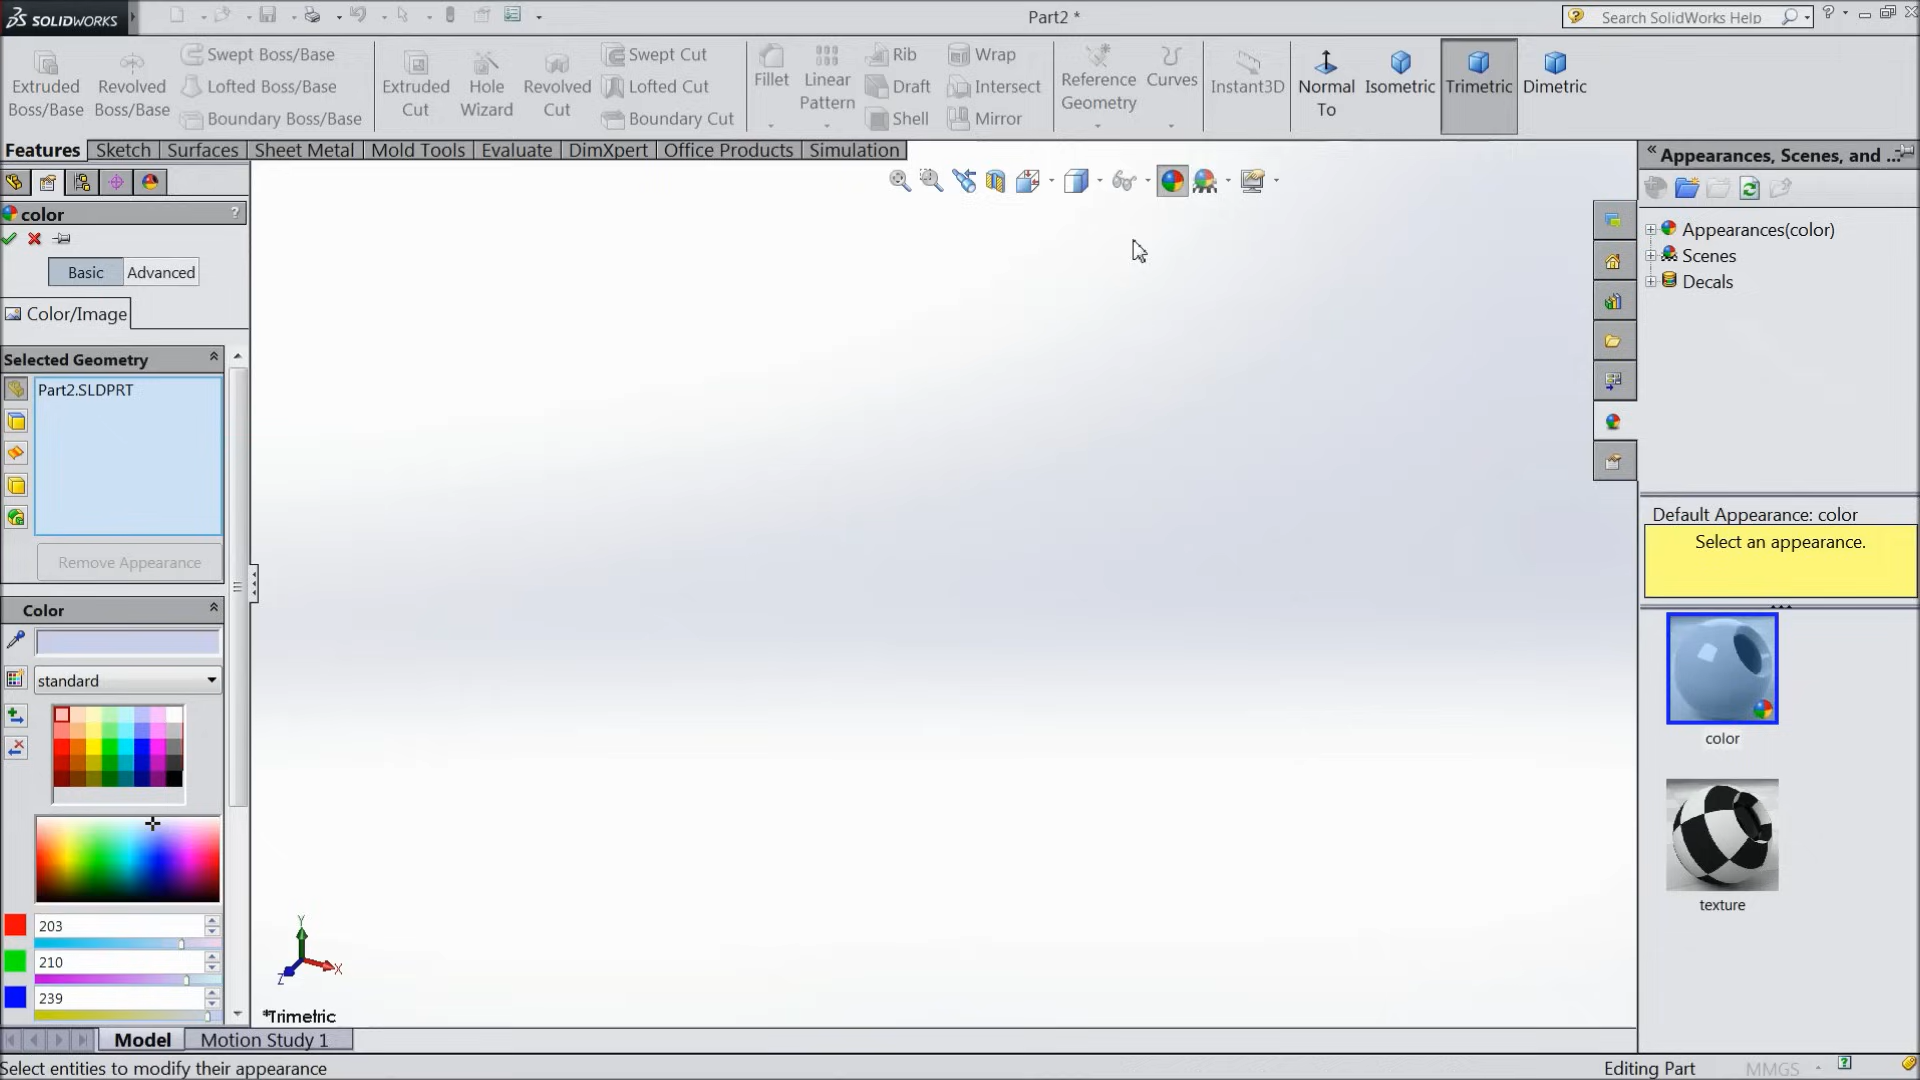 SOLIDWORKS
Part2 *
Search SolidWorks Help
Extruded Boss/Base
Revolved Boss/Base
Swept Boss/Base
Lofted Boss/Base
Boundary Boss/Base
Extruded Cut
Hole Wizard
Revolved Cut
Swept Cut
Lofted Cut
Boundary Cut
Fillet
Linear Pattern
Rib
Draft
Shell
Wrap
Intersect
Mirror
Reference Geometry
Curves
Instant3D
Normal To
Isometric
Trimetric
Dimetric
Features
Sketch
Surfaces
Sheet Metal
Mold Tools
Evaluate
DimXpert
Office Products
Simulation
color
?
Basic
Advanced
Color/Image
Selected Geometry
Part2.SLDPRT
Remove Appearance
Color
standard
203
210
239
Y
X
Z
*Trimetric
Appearances, Scenes, and ...
Appearances(color)
Scenes
Decals
Default Appearance: color
Select an appearance.
color
texture
Model
Motion Study 1
Select entities to modify their appearance
Editing Part
MMGS